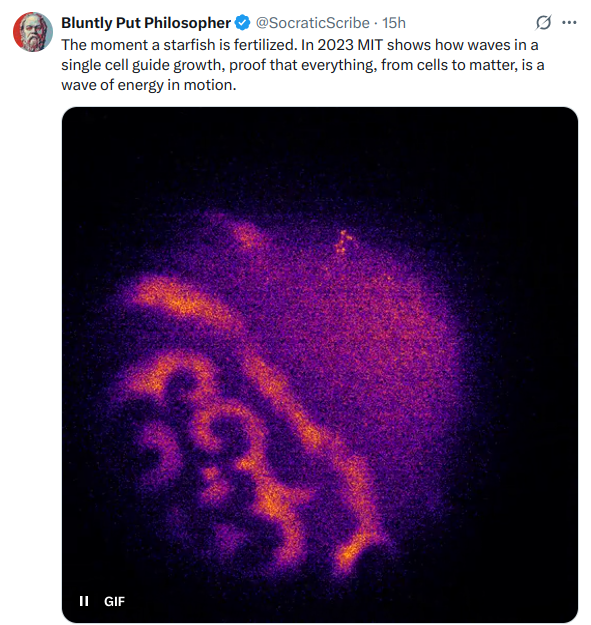 Bluntly Put Philosopher @SocraticScribe · 15h
The moment a starfish is fertilized. In 2023 MIT shows how waves in a
single cell guide growth, proof that everything, from cells to matter, is a
wave of energy in motion.
GIF